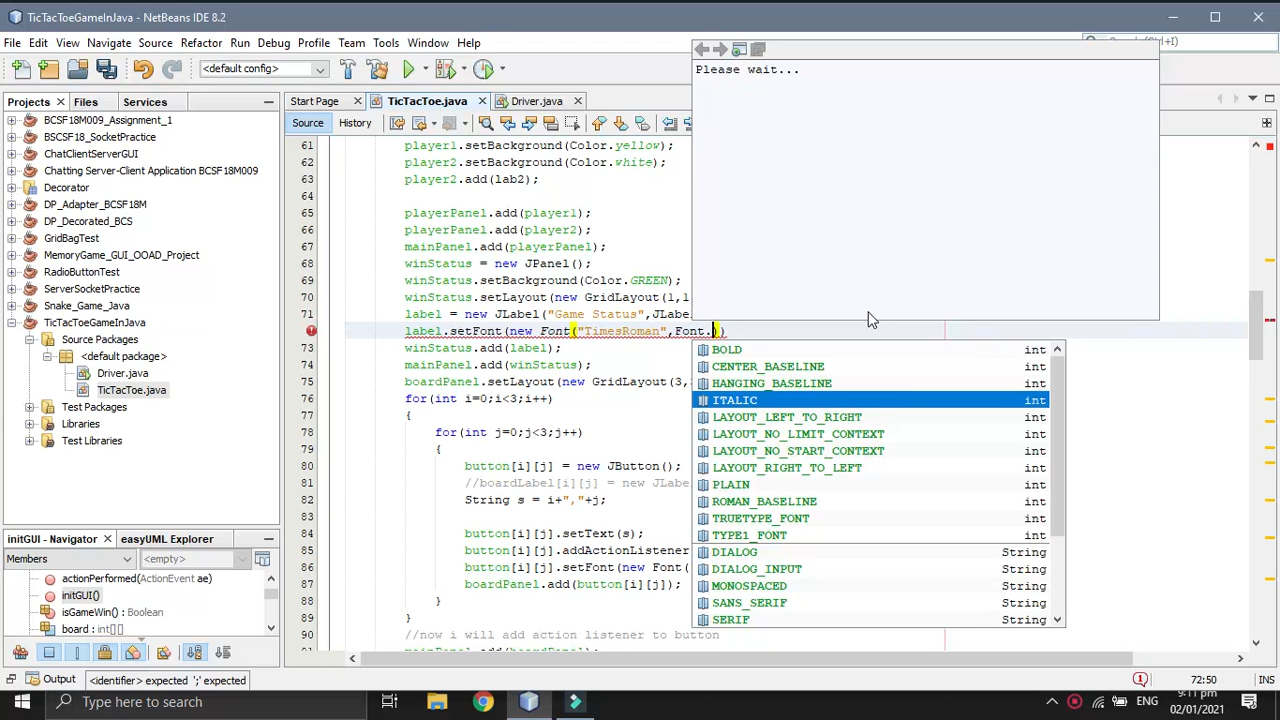 TicTacToeGameInJava - NetBeans IDE 8.2
File Edit View Navigate Source Refactor Run Debug Profile Team Tools Window Help
<default config>
Please wait...
Projects Files Services
Start Page TicTacToe.java Driver.java
Source History
BCSF18M009_Assignment_1
BSCSF18_SocketPractice
ChatClientServerGUI
Chatting Server-Client Application BCSF18M009
Decorator
DP_Adapter_BCSF18M
DP_Decorated_BCS
GridBagTest
MemoryGame_GUI_OOAD_Project
RadioButtonTest
ServerSocketPractice
Snake_Game_Java
TicTacToeGameInJava
Source Packages
<default package>
Driver.java
TicTacToe.java
Test Packages
Libraries
Test Libraries
61 player1.setBackground(Color.yellow);
62 player2.setBackground(Color.white);
63 player2.add(lab2);
64
65 playerPanel.add(player1);
66 playerPanel.add(player2);
67 mainPanel.add(playerPanel);
68 winStatus = new JPanel();
69 winStatus.setBackground(Color.GREEN);
70 winStatus.setLayout(new GridLayout(1,1
71 label = new JLabel("Game Status",JLabe
label.setFont(new Font("TimesRoman",Font.))
73 winStatus.add(label);
74 mainPanel.add(winStatus);
75 boardPanel.setLayout(new GridLayout(3,
76 for(int i=0;i<3;i++)
77 {
78 for(int j=0;j<3;j++)
79 {
80 button[i][j] = new JButton();
81 //boardLabel[i][j] = new JLabe
82 String s = i+","+j;
83
84 button[i][j].setText(s);
85 button[i][j].addActionListener
86 button[i][j].setFont(new Font(
87 boardPanel.add(button[i][j]);
88 }
89 }
90 //now i will add action listener to button
BOLD int
CENTER_BASELINE int
HANGING_BASELINE int
ITALIC int
LAYOUT_LEFT_TO_RIGHT int
LAYOUT_NO_LIMIT_CONTEXT int
LAYOUT_NO_START_CONTEXT int
LAYOUT_RIGHT_TO_LEFT int
PLAIN int
ROMAN_BASELINE int
TRUETYPE_FONT int
TYPE1_FONT int
DIALOG String
DIALOG_INPUT String
MONOSPACED String
SANS_SERIF String
SERIF String
initGUI - Navigator easyUML Explorer
Members <empty>
actionPerformed(ActionEvent ae)
initGUI()
isGameWin() : Boolean
board : int[][]
Output <identifier> expected ';' expected 1 72:50 INS
Type here to search
ENG
9:11 pm
02/01/2021